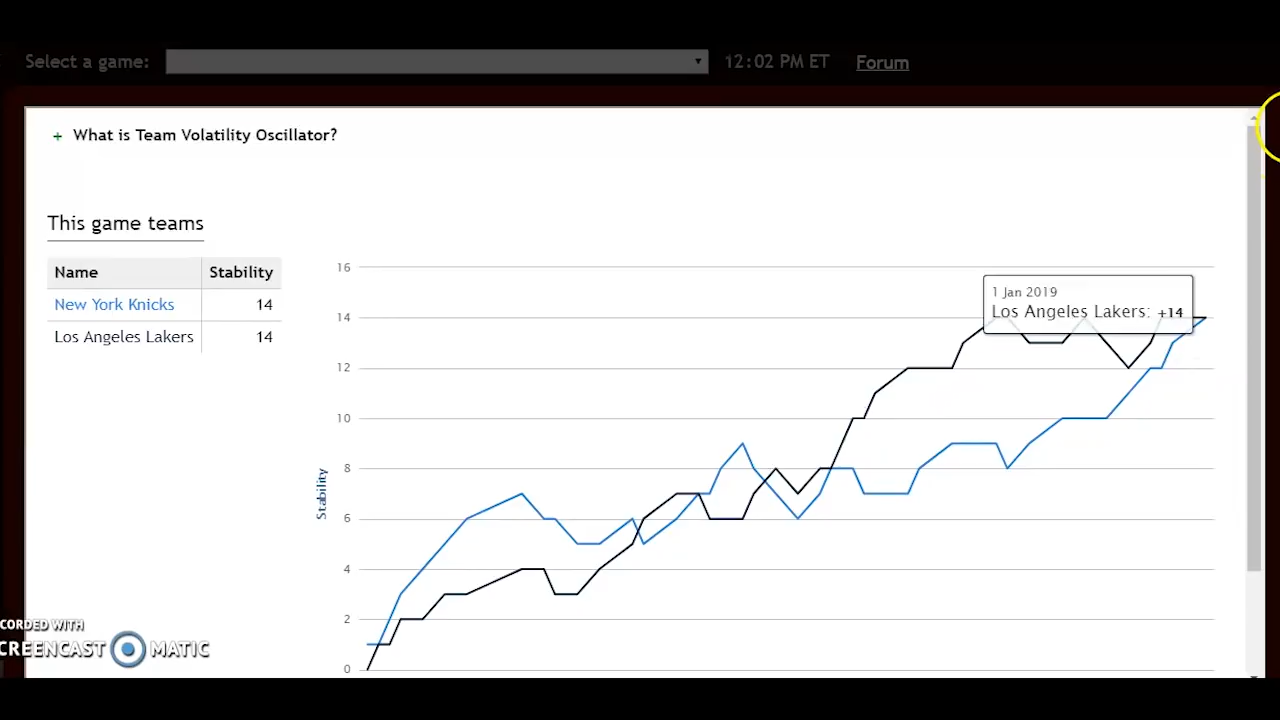 Select a game:
12:02 PM ET
Forum
+ What is Team Volatility Oscillator?
This game teams
Name Stability
New York Knicks 14
Los Angeles Lakers 14
Stability
16
14
12
10
8
6
4
2
0
1 Jan 2019
Los Angeles Lakers: +14
CORDED WITH
CREENCAST MATIC